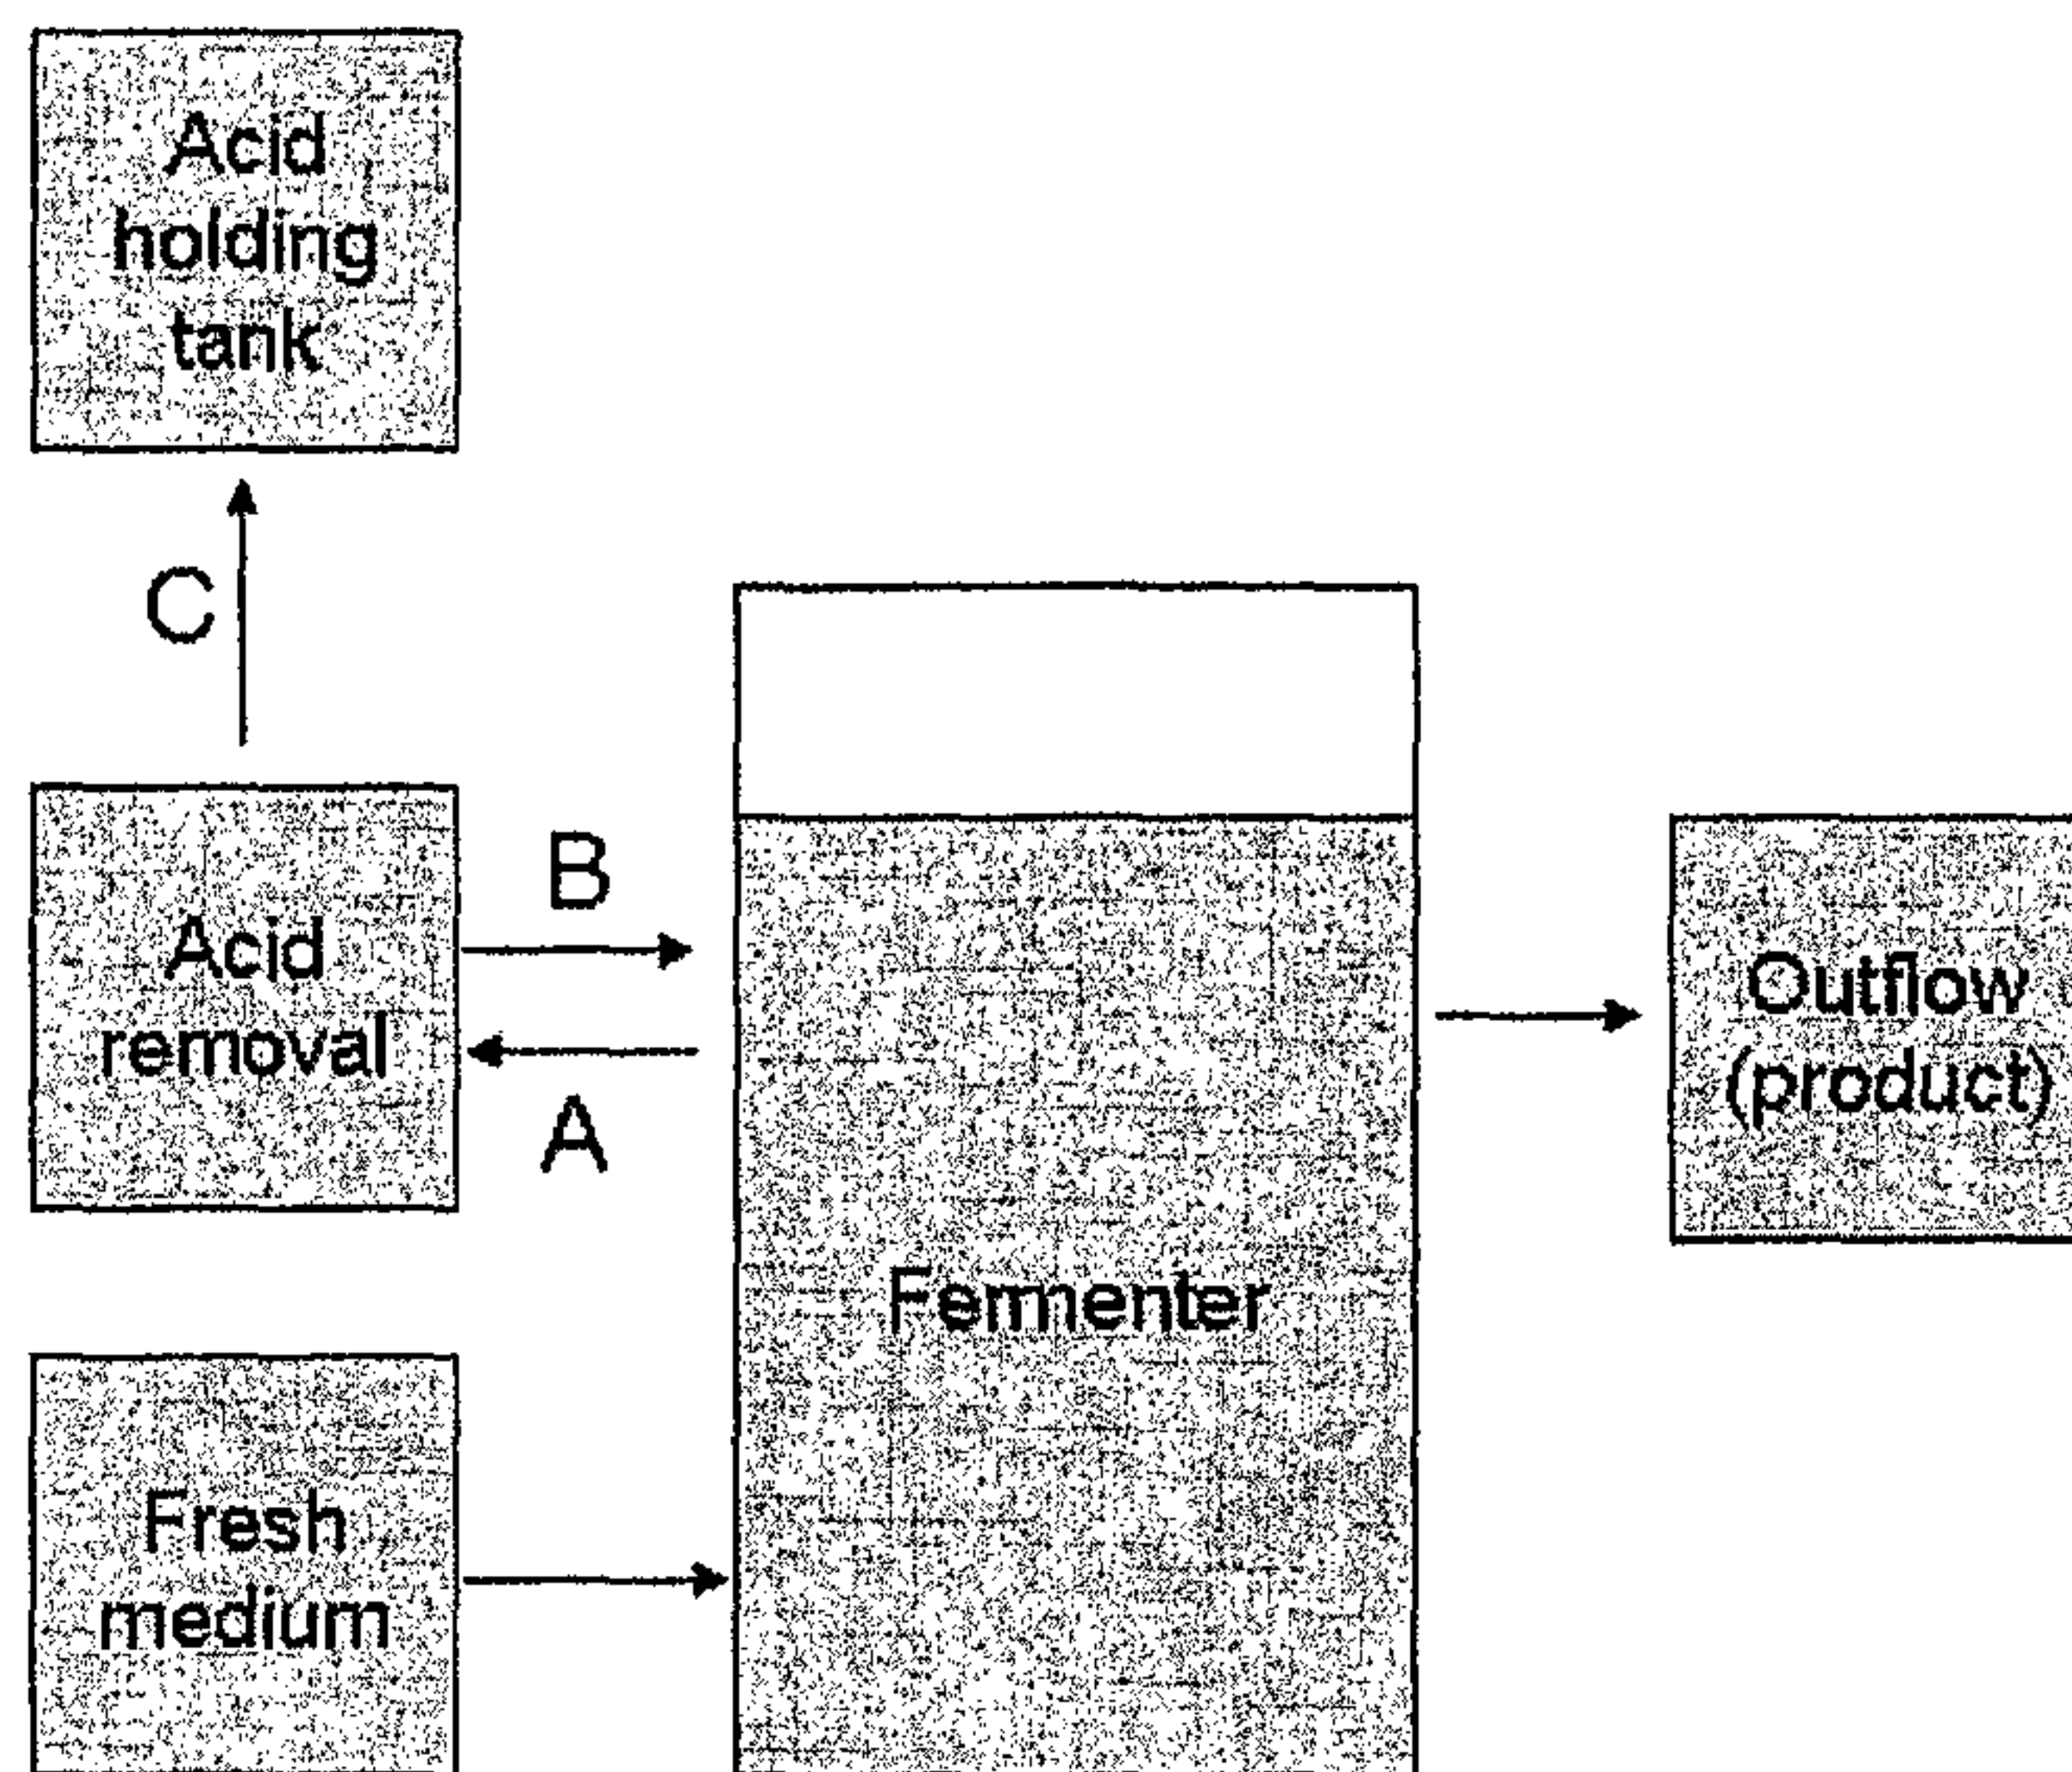 Acid
holding
tank
C
Acid
removal
B
A
Fermenter
Outflow
(product)
Fresh
medium